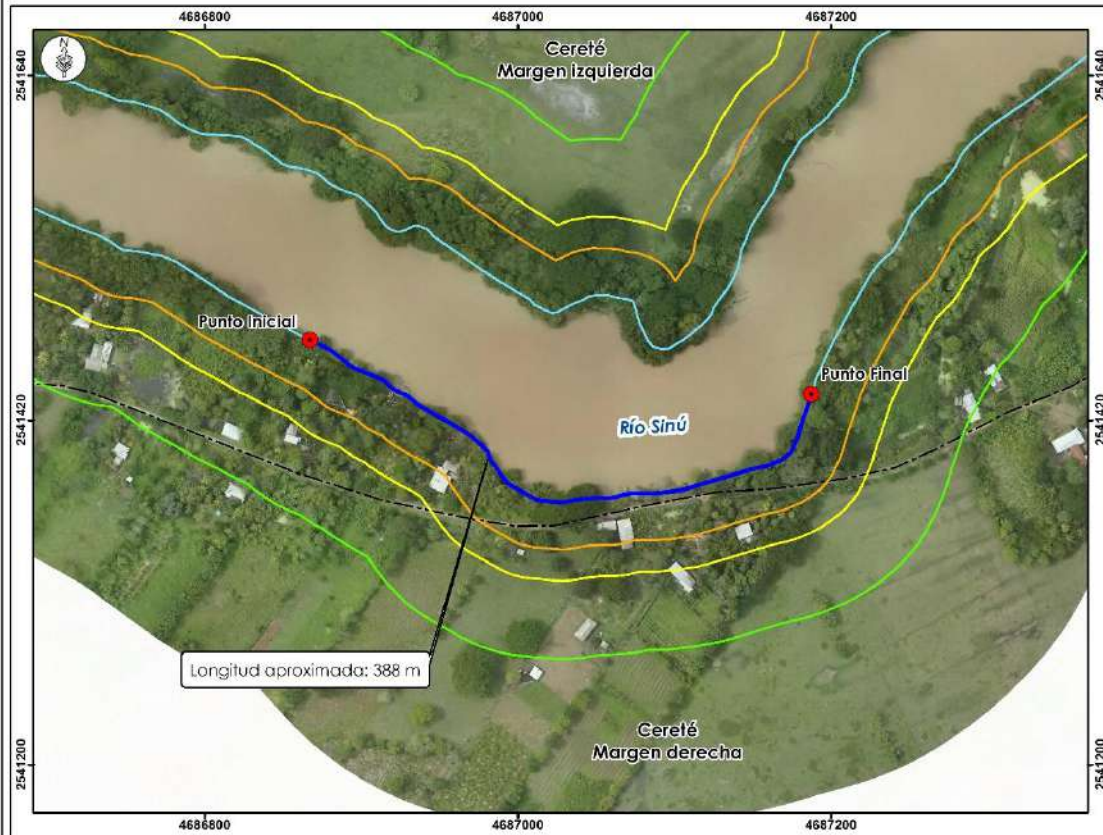 4686800
4687000
4687200
N
2541640
2541640
Cereté
Margen izquierda
Punto Inicial
Punto Final
2541420
2541420
Río Sinú
Longitud aproximada: 388 m
Cereté
Margen derecha
2541200
2541200
4686800
4687000
4687200